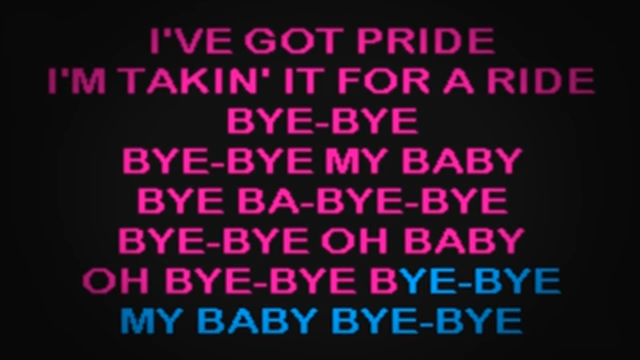 I'VE GOT PRIDE
I'M TAKIN' IT FOR A RIDE
BYE-BYE
BYE-BYE MY BABY
BYE BA-BYE-BYE
BYE-BYE OH BABY
OH BYE-BYE BYE-BYE
MY BABY BYE-BYE